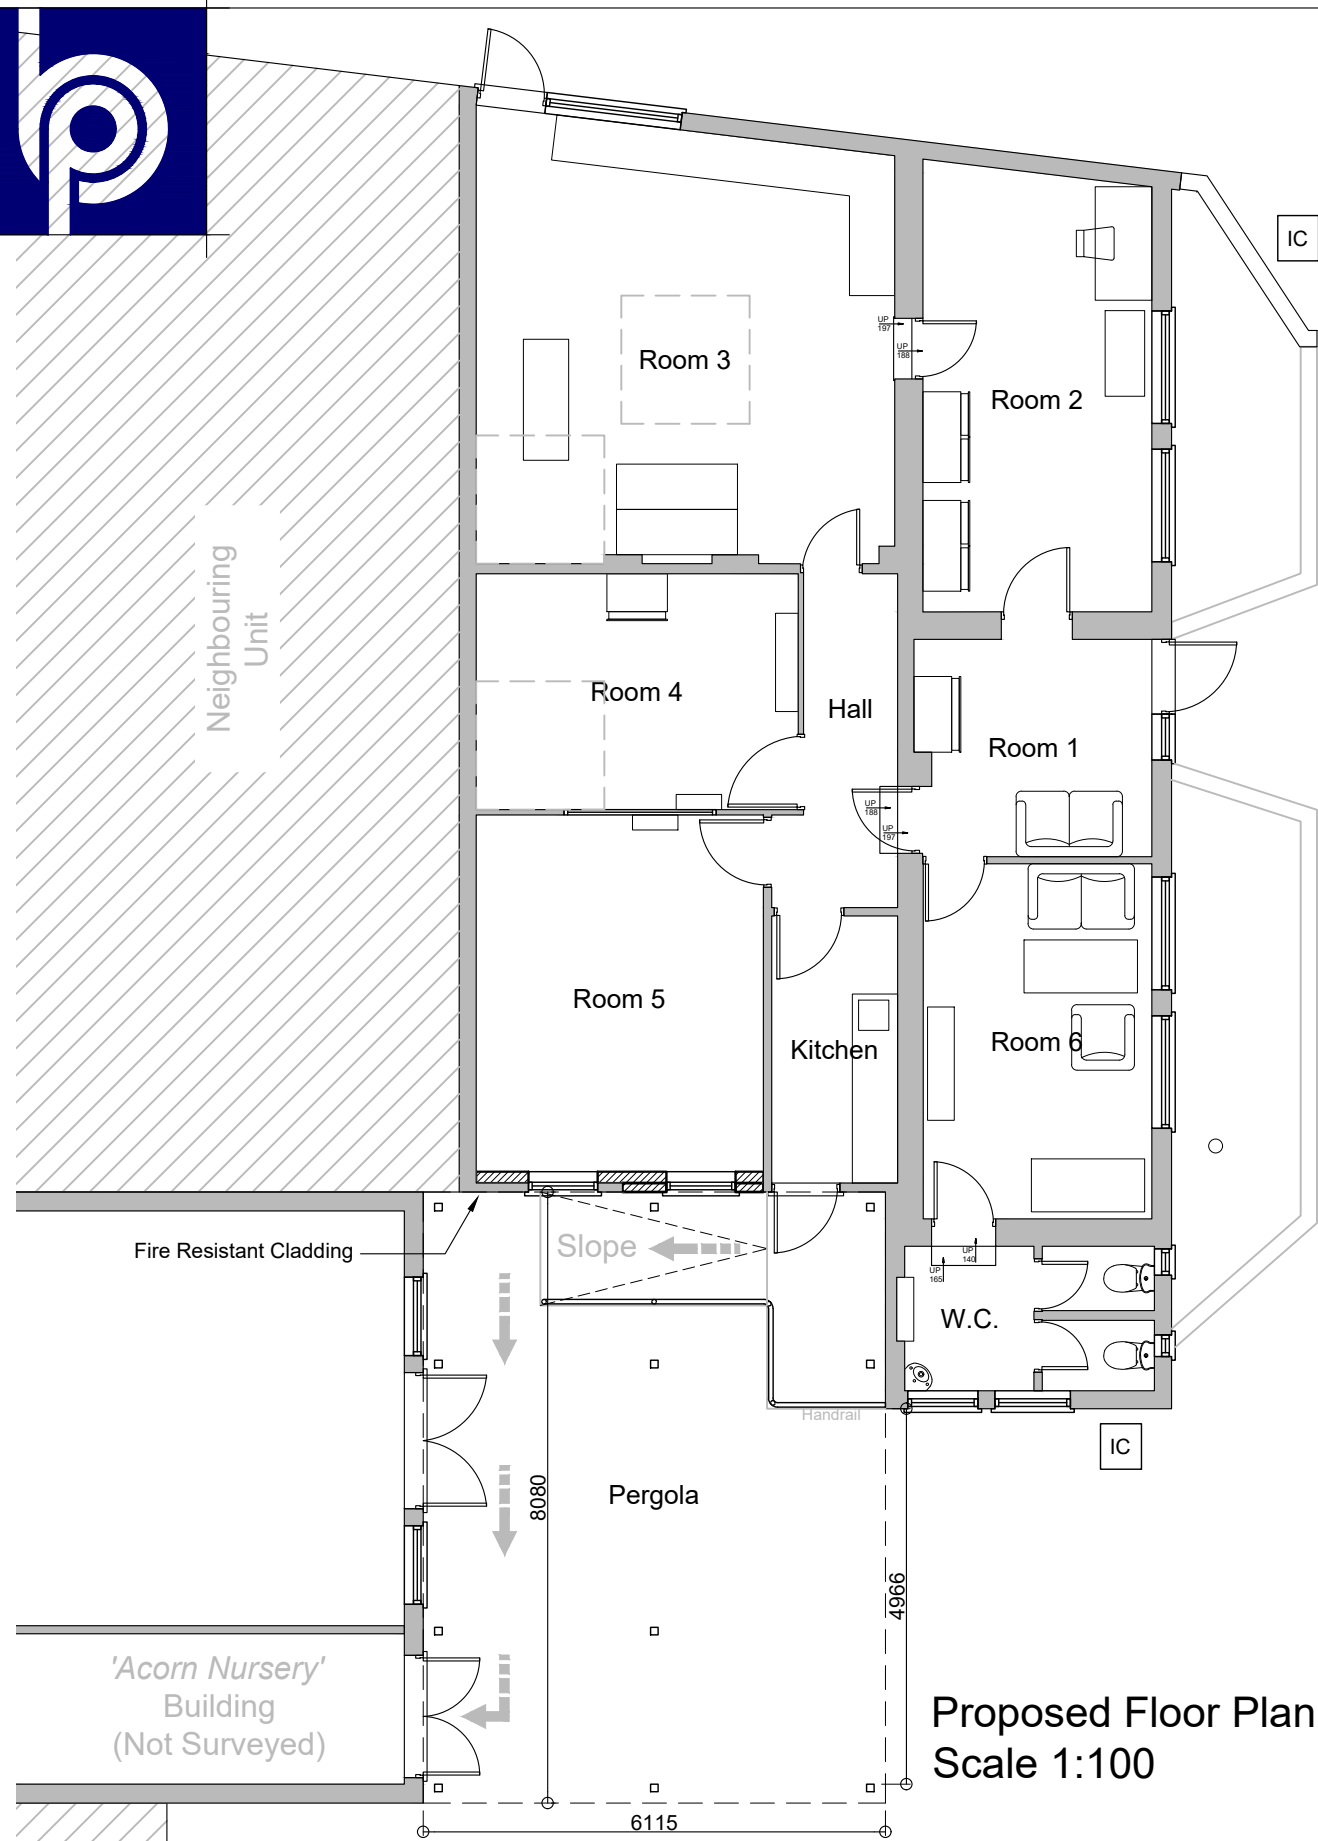 IC
UP
197
UP
188
Room 3
Room 2
Neighbouring
Unit
Room 4
Hall
Room 1
UP
188
UP
197
Room 5
Kitchen
Room 6
Fire Resistant Cladding
Slope
UP
140
UP
165
W.C.
Handrail
IC
8080
Pergola
4966
'Acorn Nursery'
Building
(Not Surveyed)
Proposed Floor Plan
Scale 1:100
6115